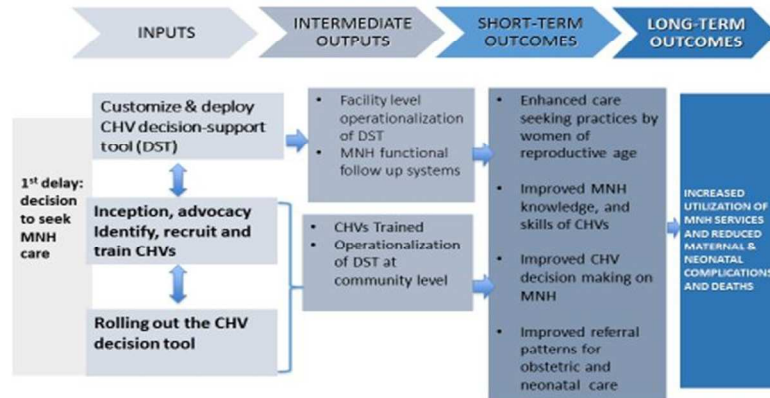 INPUTS
INTERMEDIATE
OUTPUTS
SHORT-TERM
OUTCOMES
LONG-TERM
OUTCOMES
1st delay:
decision
to seek
MNH
care
Customize & deploy
CHV decision-support
tool (DST)
Inception, advocacy
Identify, recruit and
train CHVs
Rolling out the CHV
decision tool
• Facility level
operationalization
of DST
• MNH functional
follow up systems
• CHVs Trained
• Operationalization
of DST at
community level
• Enhanced care
seeking practices by
women of
reproductive age
• Improved MNH
knowledge, and
skills of CHVs
• Improved CHV
decision making on
MNH
• Improved referral
patterns for
obstetric and
neonatal care
INCREASED
UTILIZATION OF
MNH SERVICES
AND REDUCED
MATERNAL &
NEONATAL
COMPLICATIONS
AND DEATHS